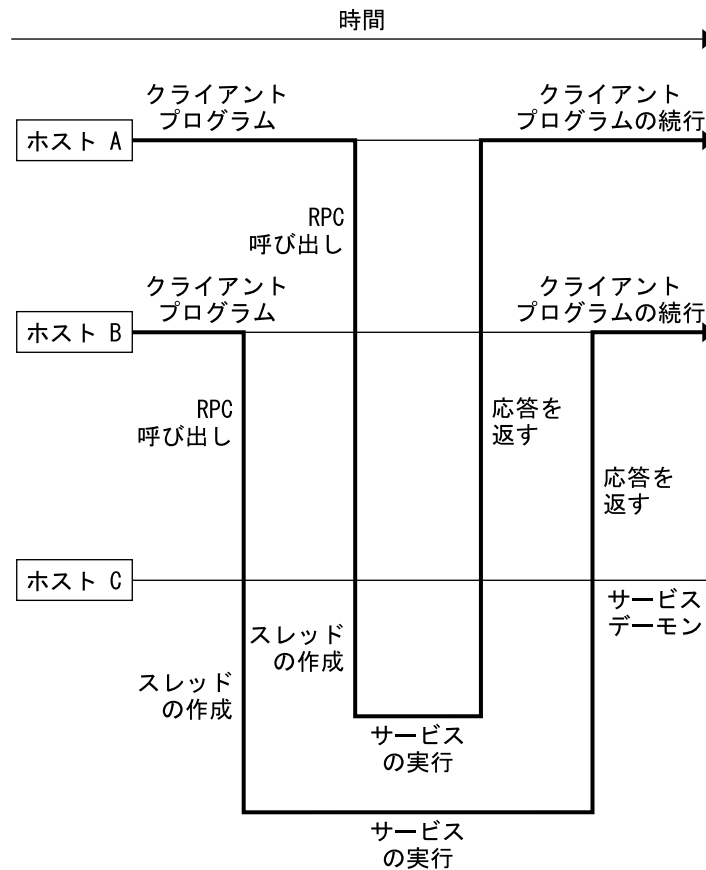 時間
クライアント
プログラム
クライアント
プログラムの続行
ホスト A
RPC
呼び出し
クライアント
プログラム
クライアント
プログラムの続行
ホスト B
RPC
呼び出し
応答を
返す
応答を
返す
ホスト C
サービス
デーモン
スレッド
の作成
スレッド
の作成
サービス
の実行
サービス
の実行